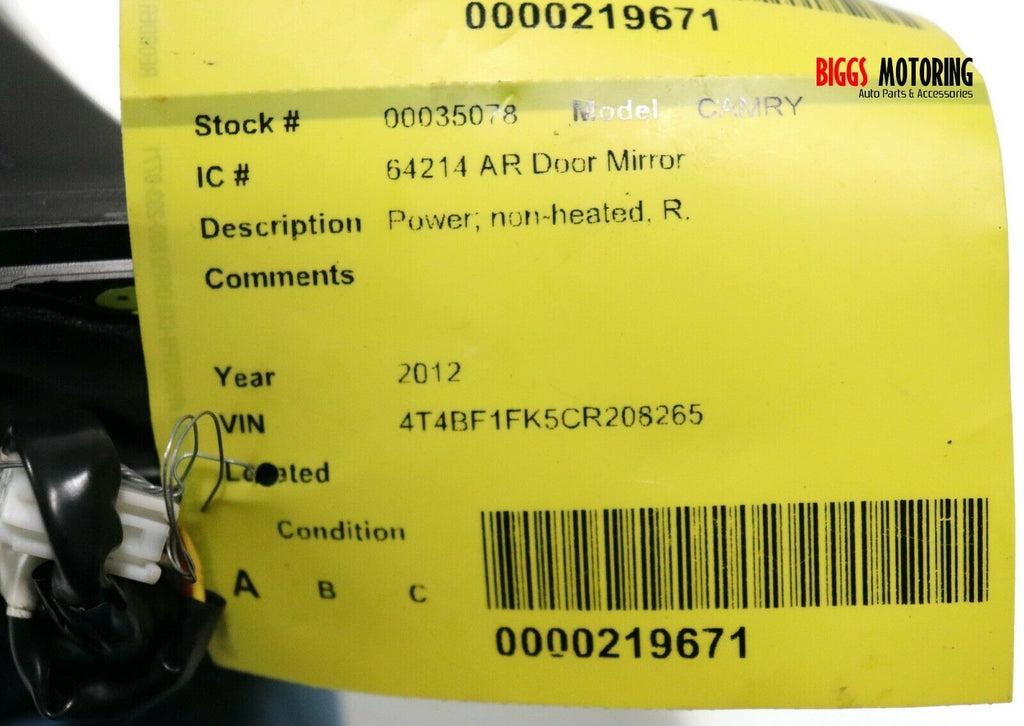 0000219671
BIGGS MOTORING
Auto Parts & Accessories
Stock # 00035078 Model CAMRY
IC # 64214 AR Door Mirror
Description Power; non-heated, R.
Comments
Year 2012
VIN 4T4BF1FK5CR208265
Located
Condition
A B C
0000219671